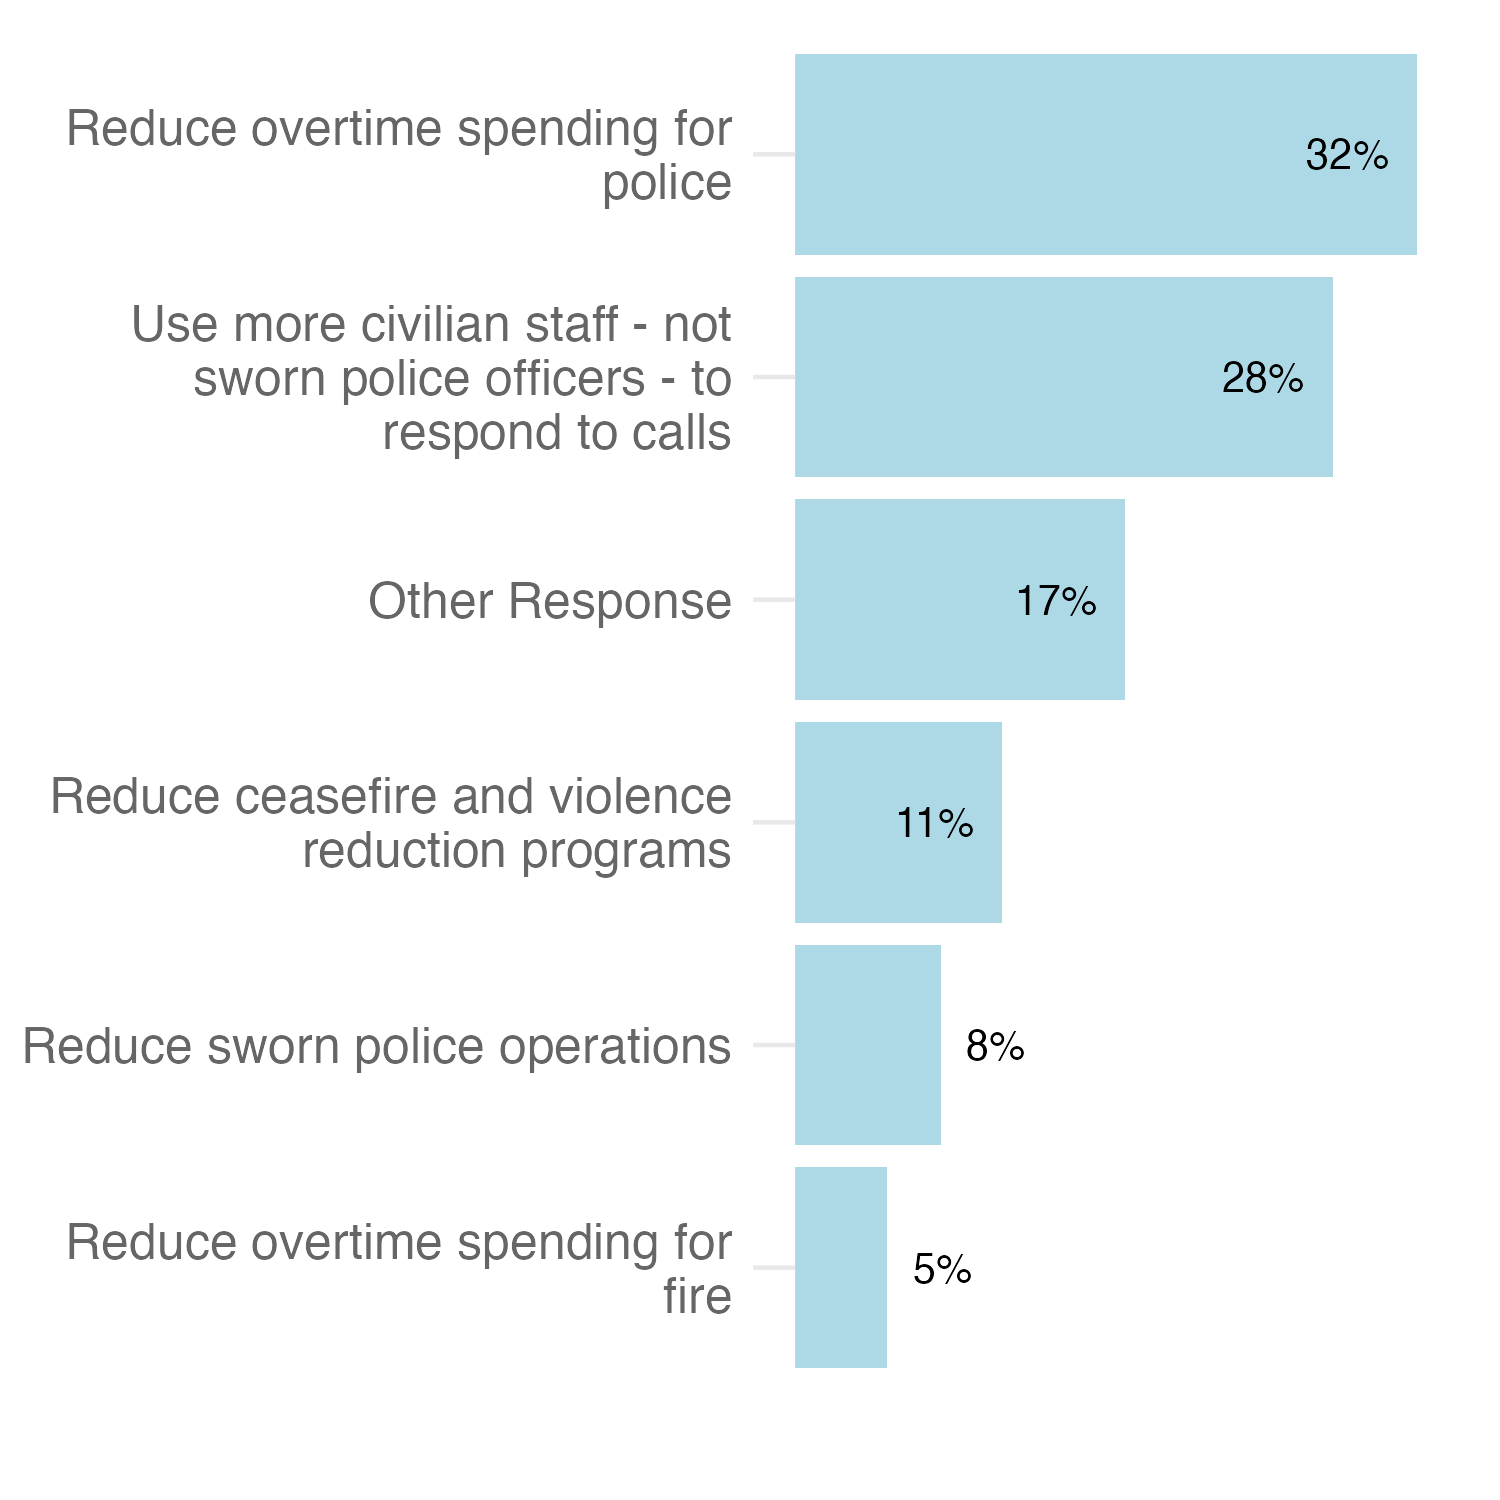 Reduce overtime spending for
police
32%
Use more civilian staff - not
sworn police officers - to
respond to calls
28%
Other Response
17%
Reduce ceasefire and violence
reduction programs
11%
Reduce sworn police operations
8%
Reduce overtime spending for
fire
5%